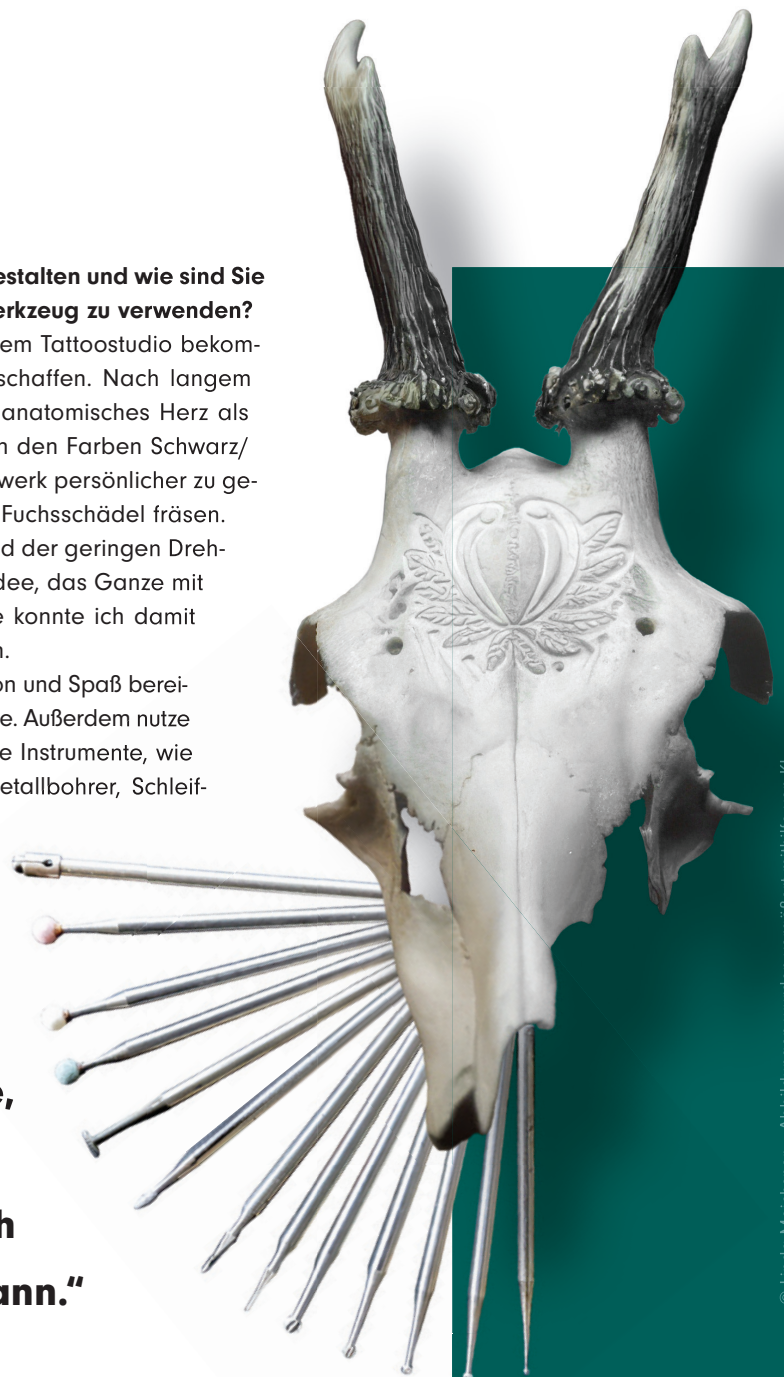 estalten und wie sind Sie
erkzeug zu verwenden?
em Tattoostudio bekom-
schaffen. Nach langem
anatomisches Herz als
n den Farben Schwarz/
werk persönlicher zu ge-
Fuchsschädel fräsen.
d der geringen Dreh-
dee, das Ganze mit
e konnte ich damit
n.
on und Spaß berei-
e. Außerdem nutze
e Instrumente, wie
etallbohrer, Schleif-
e,
h
ann.“